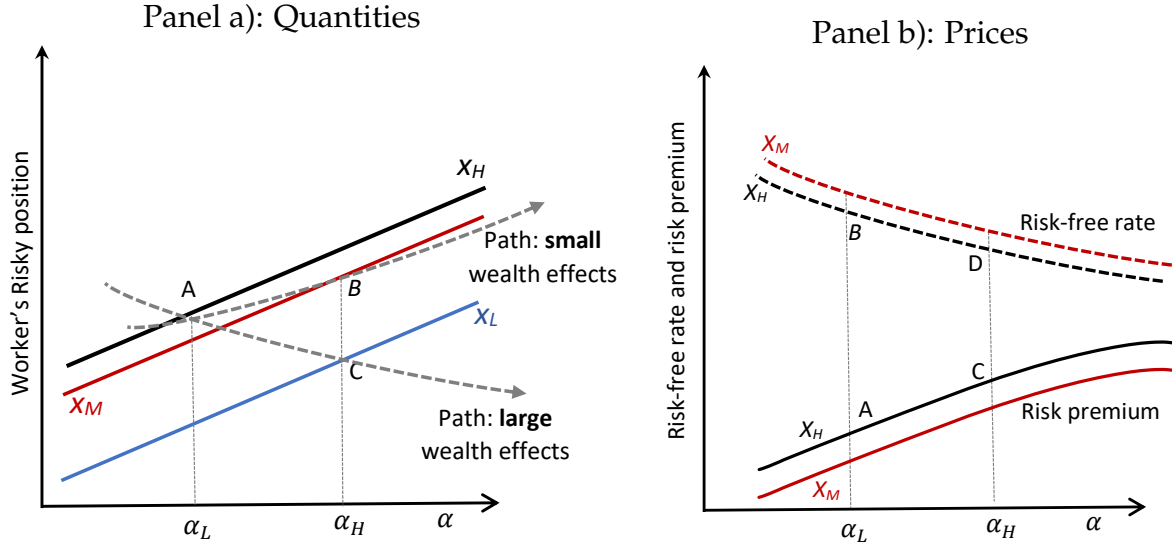 Panel a): Quantities
Worker's Risky position
X_H
A
B
Path: small
wealth effects
X_L
X_M
C
Path: large
wealth effects
α_L
α_H
α
Panel b): Prices
Risk-free rate and risk premium
X_M
X_H
B
Risk-free rate
D
C
A
X_H
Risk premium
X_M
α_L
α_H
α